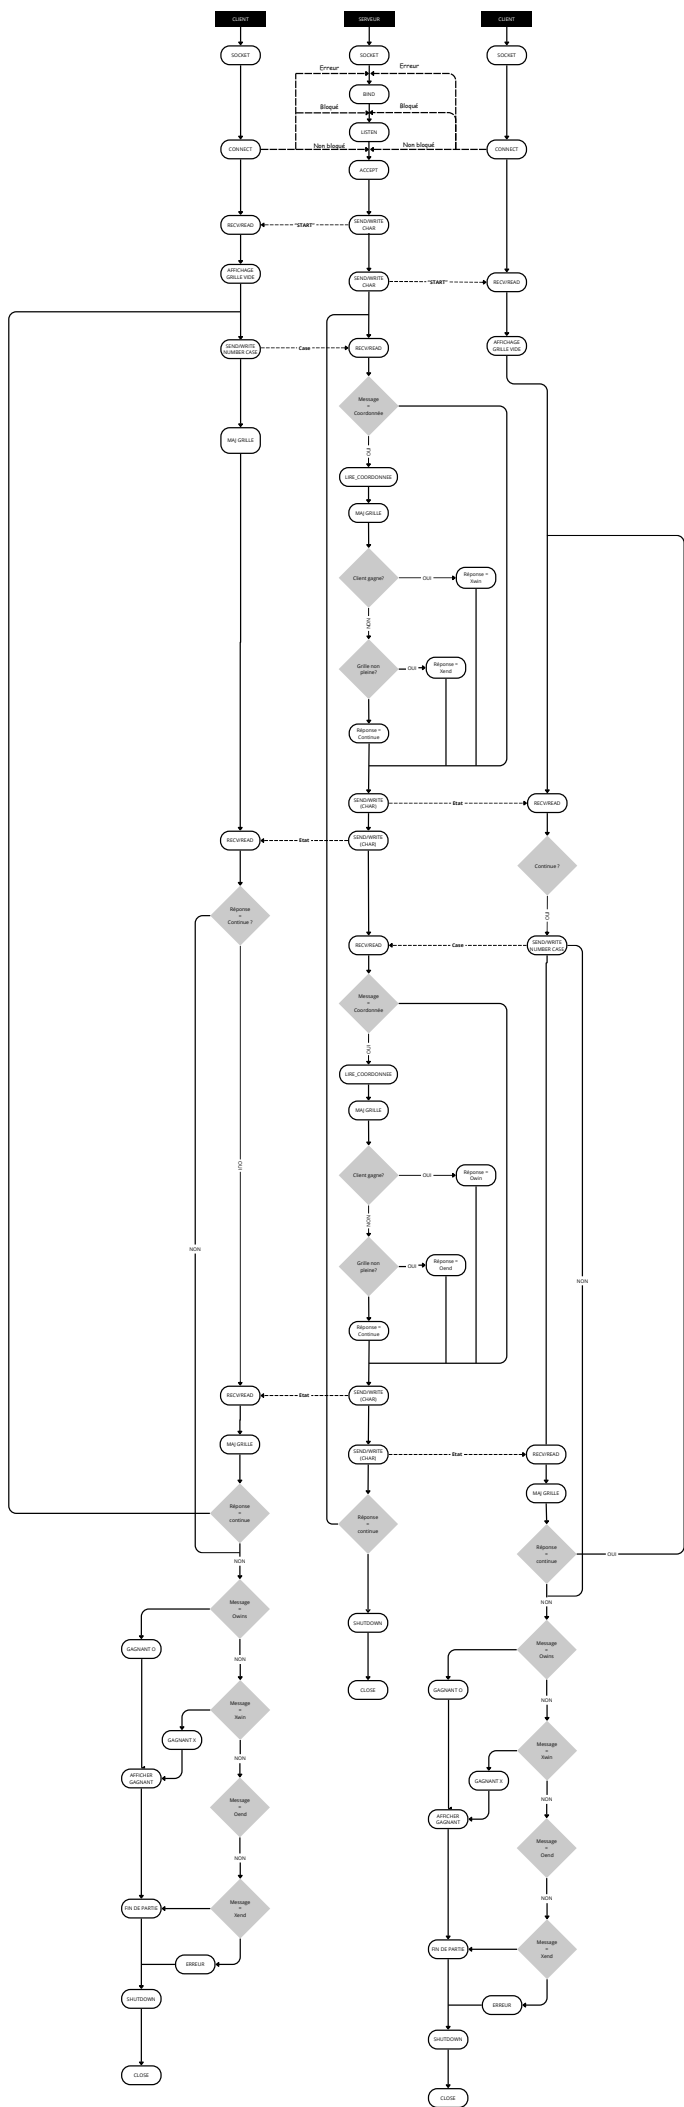 CLIENT
SERVEUR
CLIENT
SOCKET
SOCKET
SOCKET
Erreur
Erreur
BIND
Bloqué
Bloqué
LISTEN
CONNECT
Non bloqué
Non bloqué
CONNECT
ACCEPT
RECV/READ
"START"
SEND/WRITE
CHAR
AFFICHAGE
GRILLE VIDE
SEND/WRITE
CHAR
"START"
RECV/READ
SEND/WRITE
NUMBER CASE
Case
RECV/READ
AFFICHAGE
GRILLE VIDE
Message
=
Coordonnée
MAJ GRILLE
OUI
LIRE_COORDONNEE
MAJ GRILLE
Client gagne?
OUI
Réponse =
Xwin
NON
Grille non
pleine?
OUI
Réponse =
Xend
Réponse =
Continue
SEND/WRITE
(CHAR)
Etat
RECV/READ
RECV/READ
Etat
SEND/WRITE
(CHAR)
Continue ?
Réponse
=
Continue ?
OUI
RECV/READ
Case
SEND/WRITE
NUMBER CASE
Message
=
Coordonnée
OUI
LIRE_COORDONNEE
MAJ GRILLE
OUI
Client gagne?
OUI
Réponse =
Owin
NON
NON
Grille non
pleine?
OUI
Réponse =
Oend
NON
Réponse =
Continue
RECV/READ
Etat
SEND/WRITE
(CHAR)
MAJ GRILLE
SEND/WRITE
(CHAR)
Etat
RECV/READ
MAJ GRILLE
Réponse
=
continue
Réponse
=
continue
Réponse
=
continue
OUI
NON
NON
Message
=
Owins
SHUTDOWN
GAGNANT O
Message
=
Owins
NON
CLOSE
GAGNANT O
NON
Message
=
Xwin
GAGNANT X
Message
=
Xwin
NON
GAGNANT X
AFFICHER
GAGNANT
NON
Message
=
Oend
AFFICHER
GAGNANT
Message
=
Oend
NON
NON
Message
=
Xend
FIN DE PARTIE
Message
=
Xend
FIN DE PARTIE
ERREUR
ERREUR
SHUTDOWN
SHUTDOWN
CLOSE
CLOSE